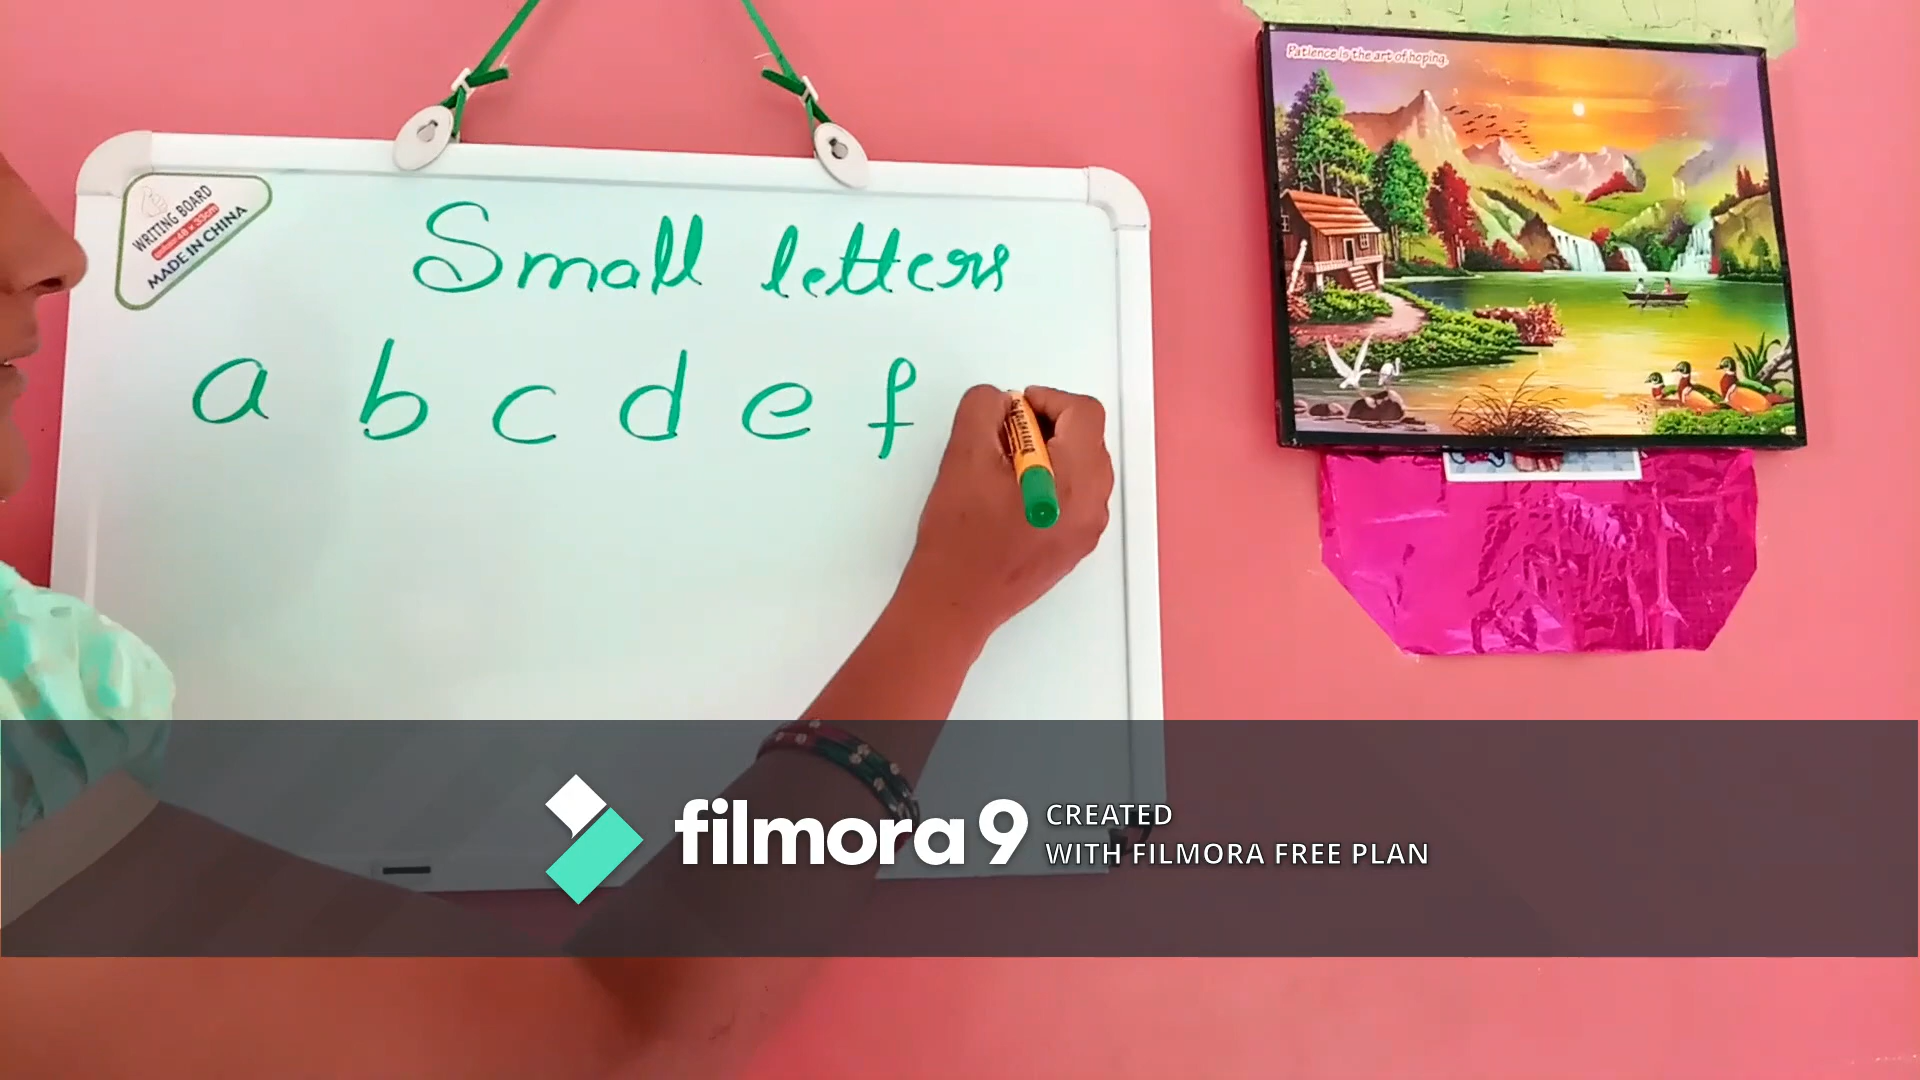 Patience is the art of hoping.
WRITING BOARD
MADE IN CHINA
Small letters
a b c d e f
filmora 9
CREATED
WITH FILMORA FREE PLAN